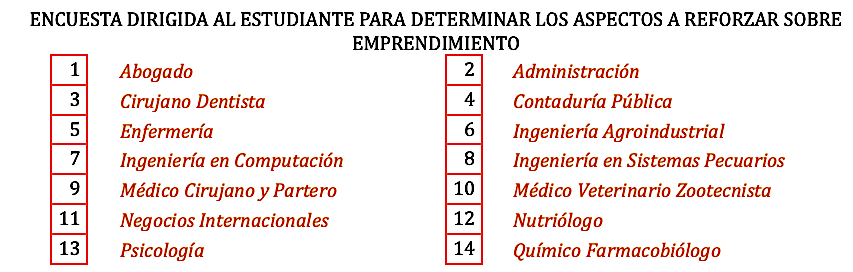 ENCUESTA DIRIGIDA AL ESTUDIANTE PARA DETERMINAR LOS ASPECTOS A REFORZAR SOBRE
EMPRENDIMIENTO
1 Abogado 2 Administración
3 Cirujano Dentista 4 Contaduría Pública
5 Enfermería 6 Ingeniería Agroindustrial
7 Ingeniería en Computación 8 Ingeniería en Sistemas Pecuarios
9 Médico Cirujano y Partero 10 Médico Veterinario Zootecnista
11 Negocios Internacionales 12 Nutriólogo
13 Psicología 14 Químico Farmacobiólogo